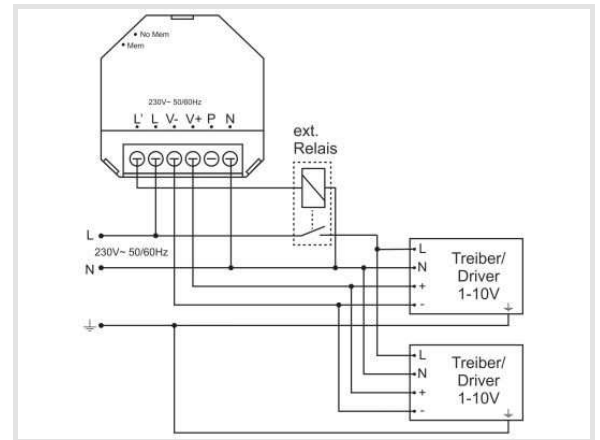 No Mem
Mem
230V~ 50/60Hz
L' L V- V+ P N
ext.
Relais
L
230V~ 50/60Hz
N
L
N
+
-
Treiber/
Driver
1-10V
L
N
+
-
Treiber/
Driver
1-10V